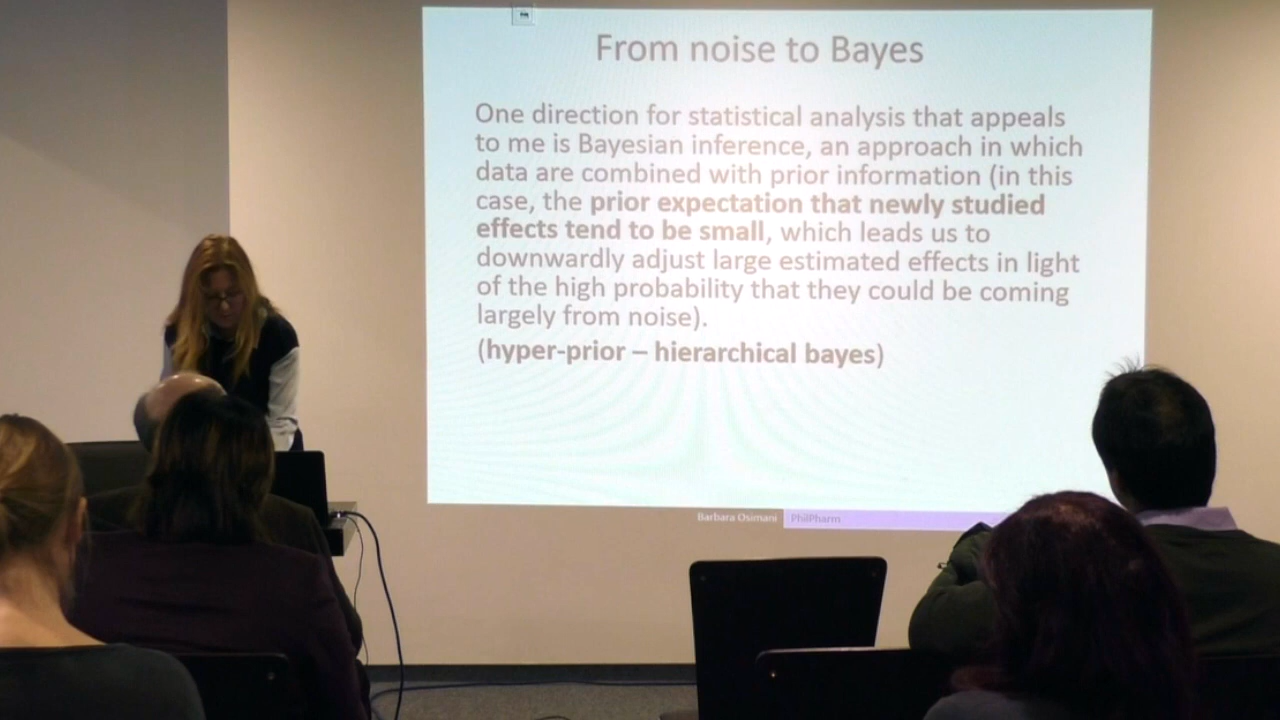 From noise to Bayes
One direction for statistical analysis that appeals
to me is Bayesian inference, an approach in which
data are combined with prior information (in this
case, the prior expectation that newly studied
effects tend to be small, which leads us to
downwardly adjust large estimated effects in light
of the high probability that they could be coming
largely from noise).
(hyper-prior – hierarchical bayes)
Barbara Osimani PhilPharm